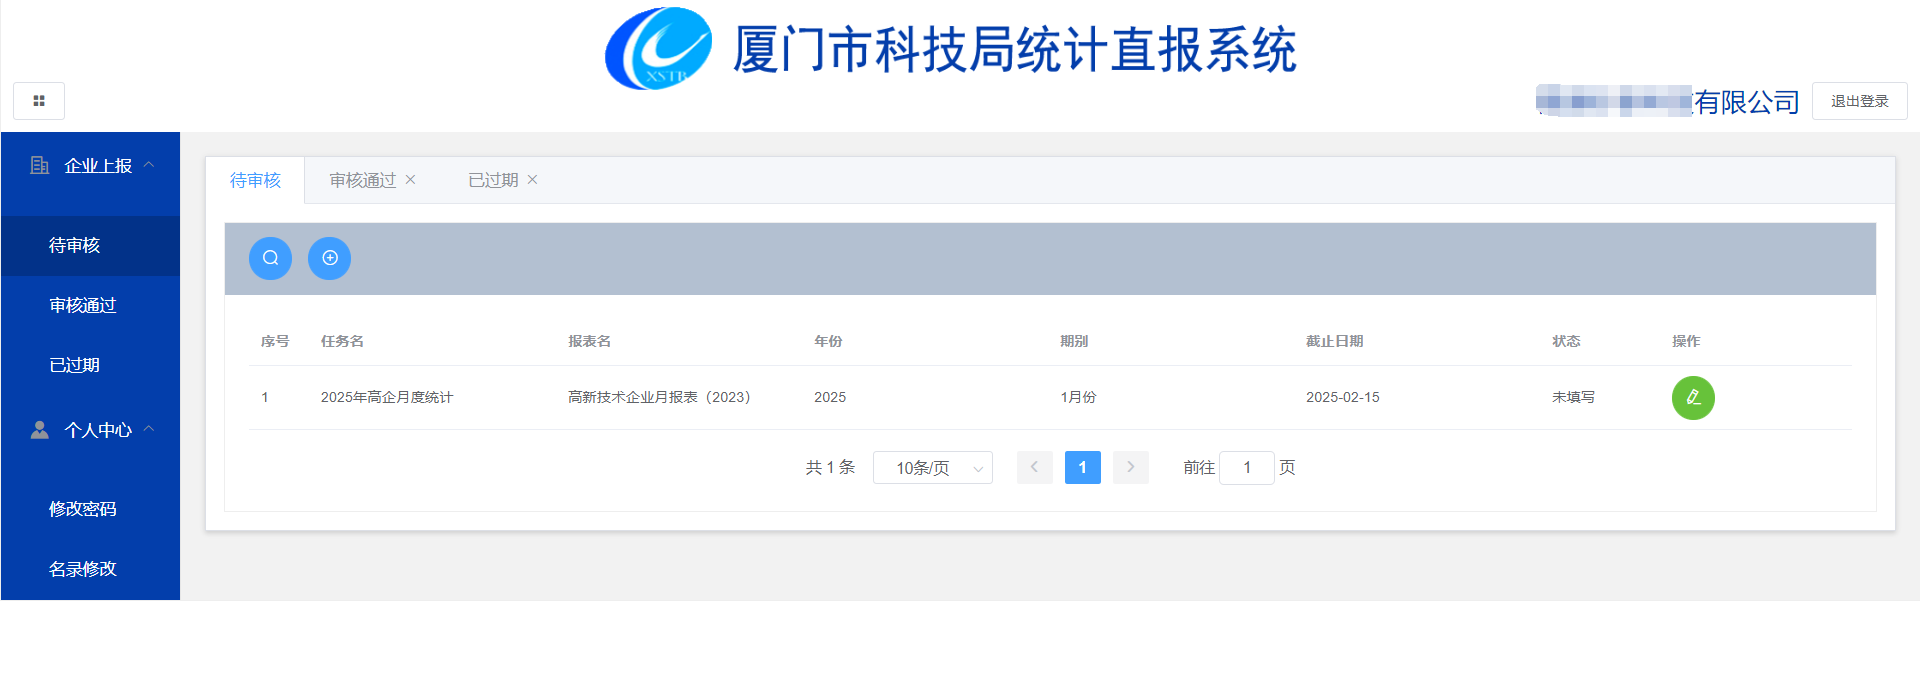 XSTB
厦门市科技局统计直报系统
有限公司
退出登录
企业上报
待审核
审核通过
已过期
个人中心
修改密码
名录修改
待审核 审核通过 已过期
序号 任务名 报表名 年份 期别 截止日期 状态 操作
1 2025年高企月度统计 高新技术企业月报表（2023） 2025 1月份 2025-02-15 未填写
共 1 条 10条/页 1 前往 1 页